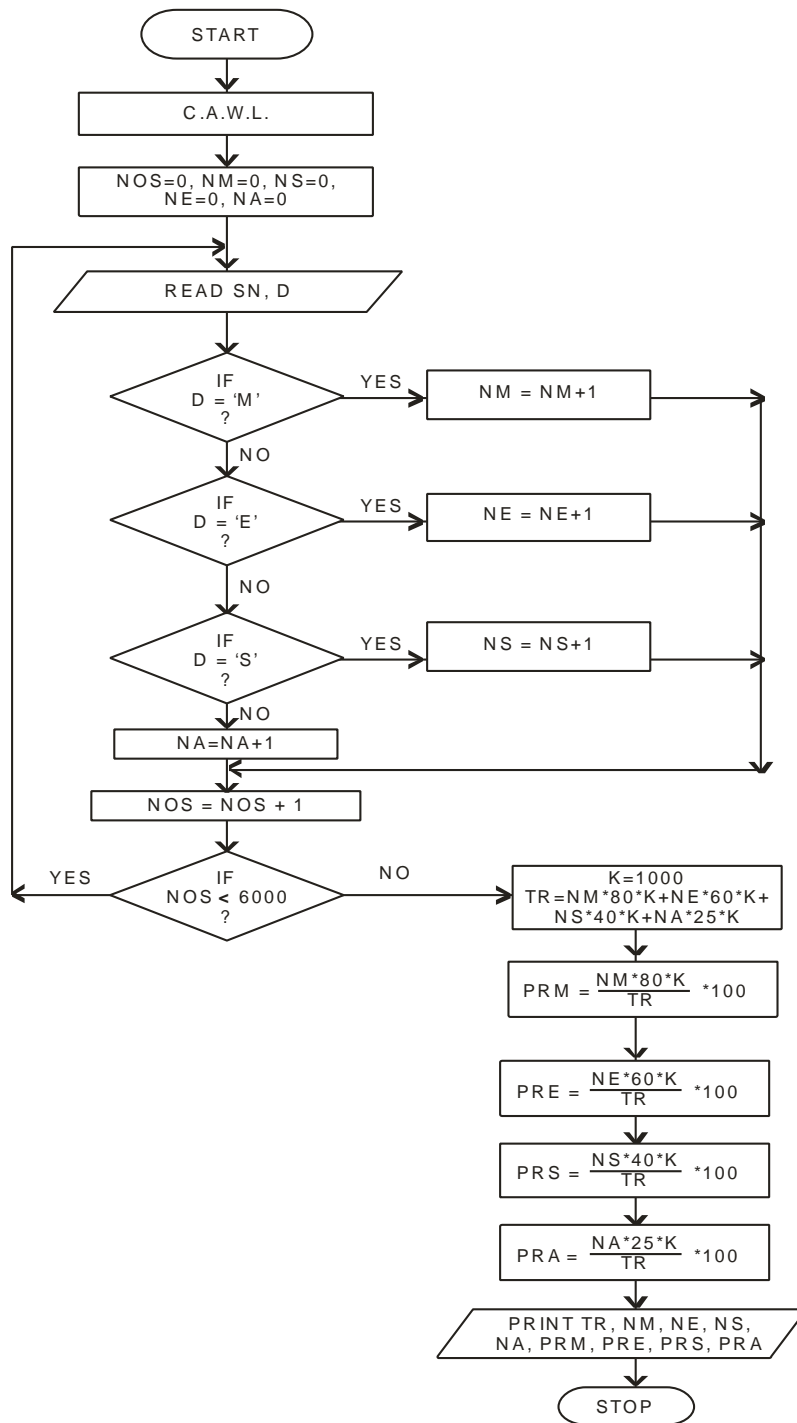 START
C.A.W.L.
NOS=0, NM=0, NS=0,
NE=0, NA=0
READ SN, D
IF
D = ‘M’
?
YES
NM = NM+1
NO
IF
D = ‘E’
?
YES
NE = NE+1
NO
IF
D = ‘S’
?
YES
NS = NS+1
NO
NA=NA+1
NOS = NOS + 1
YES
IF
NOS < 6000
?
NO
K=1000
TR=NM*80*K+NE*60*K+
NS*40*K+NA*25*K
PRM = NM*80*K
TR
*100
PRE = NE*60*K
TR
*100
PRS = NS*40*K
TR
*100
PRA = NA*25*K
TR
*100
PRINT TR, NM, NE, NS,
NA, PRM, PRE, PRS, PRA
STOP